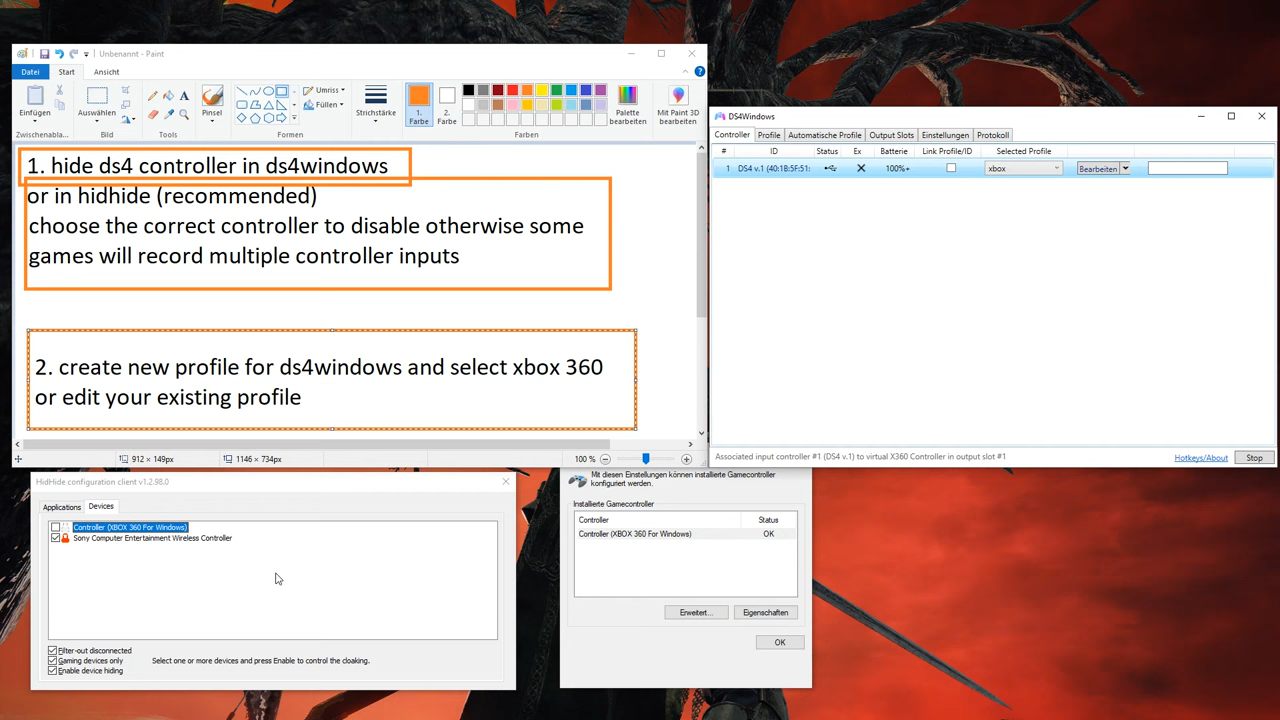 Unbenannt - Paint
Datei
Start
Ansicht
Einfügen
Auswählen
Pinsel
Umriss
Füllen
Strichstärke
1. Farbe
2. Farbe
Palette bearbeiten
Mit Paint 3D bearbeiten
Zwischenabla...
Bild
Tools
Formen
Farben
1. hide ds4 controller in ds4windows
or in hidhide (recommended)
choose the correct controller to disable otherwise some
games will record multiple controller inputs
2. create new profile for ds4windows and select xbox 360
or edit your existing profile
912 × 149px
1146 × 734px
100 %
DS4Windows
Controller
Profile
Automatische Profile
Output Slots
Einstellungen
Protokoll
# ID Status Ex Batterie Link Profile/ID Selected Profile
1 DS4 v.1 (40:1B:5F:51: 100%+ xbox Bearbeiten
Associated input controller #1 (DS4 v.1) to virtual X360 Controller in output slot #1
Hotkeys/About
Stop
HidHide configuration client v1.2.98.0
Applications
Devices
Controller (XBOX 360 For Windows)
Sony Computer Entertainment Wireless Controller
Filter-out disconnected
Gaming devices only
Enable device hiding
Select one or more devices and press Enable to control the cloaking.
Mit diesen Einstellungen können installierte Gamecontroller
konfiguriert werden.
Installierte Gamecontroller
Controller Status
Controller (XBOX 360 For Windows) OK
Erweitert...
Eigenschaften
OK